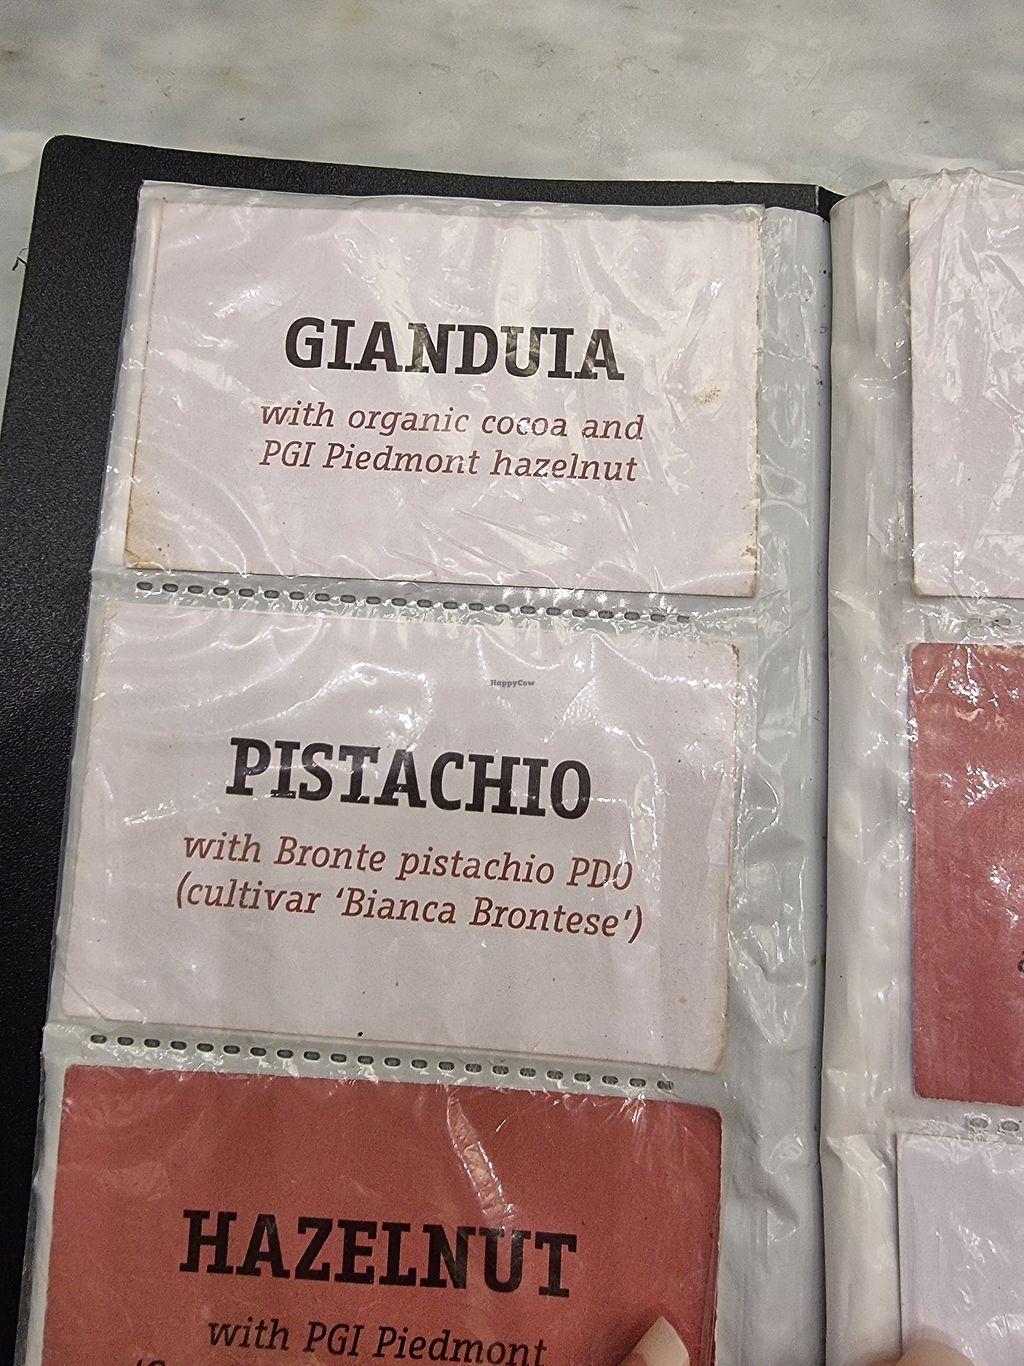 GIANDUIA
with organic cocoa and
PGI Piedmont hazelnut
HappyCow
PISTACHIO
with Bronte pistachio PDO
(cultivar ‘Bianca Brontese’)
HAZELNUT
with PGI Piedmont